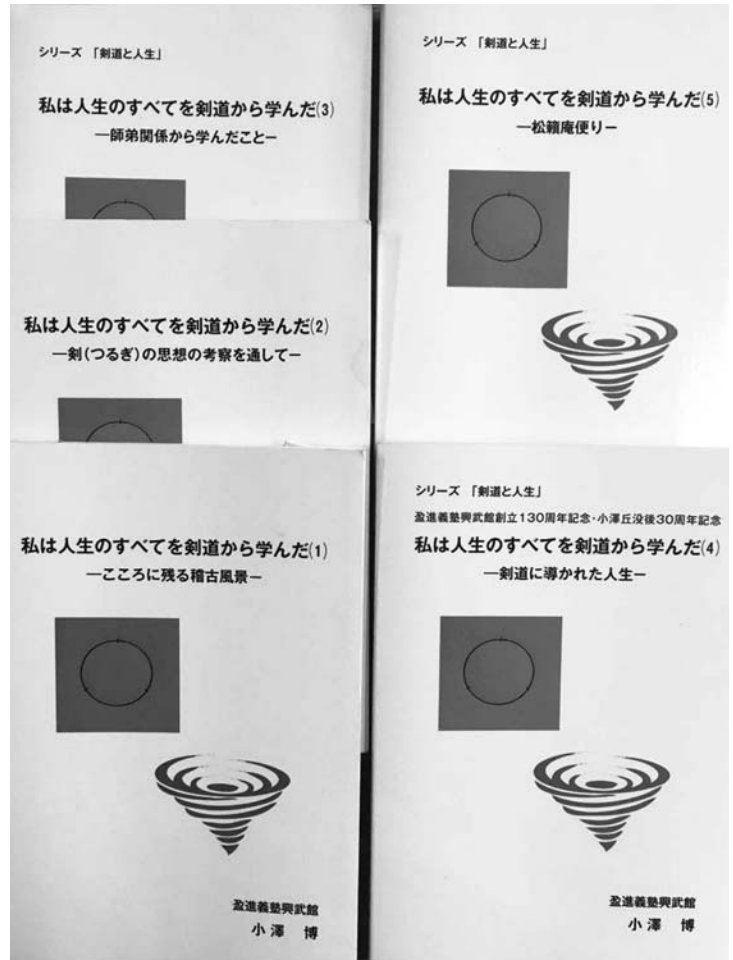 シリーズ 「剣道と人生」
私は人生のすべてを剣道から学んだ(3)
―師弟関係から学んだこと―
私は人生のすべてを剣道から学んだ(2)
―剣(つるぎ)の思想の考察を通して―
私は人生のすべてを剣道から学んだ(1)
―こころに残る稽古風景―
盈進義塾興武館
小澤 博
シリーズ 「剣道と人生」
私は人生のすべてを剣道から学んだ(5)
―松籟庵便り―
シリーズ 「剣道と人生」
盈進義塾興武館創立130周年記念・小澤丘没後30周年記念
私は人生のすべてを剣道から学んだ(4)
―剣道に導かれた人生―
盈進義塾興武館
小澤 博